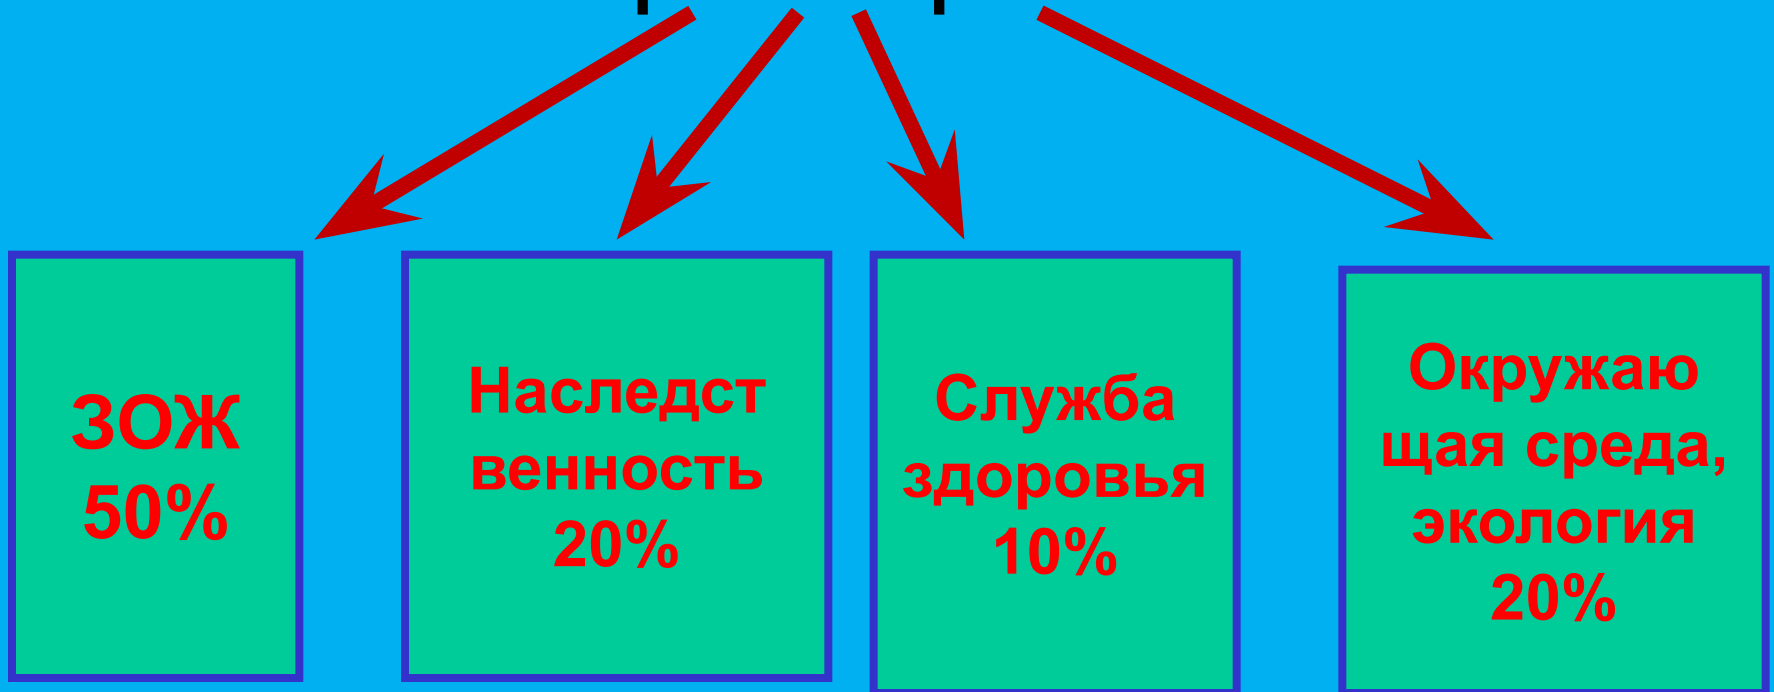 ЗОЖ
50%
Наследст
венность
20%
Служба
здоровья
10%
Окружаю
щая среда,
экология
20%